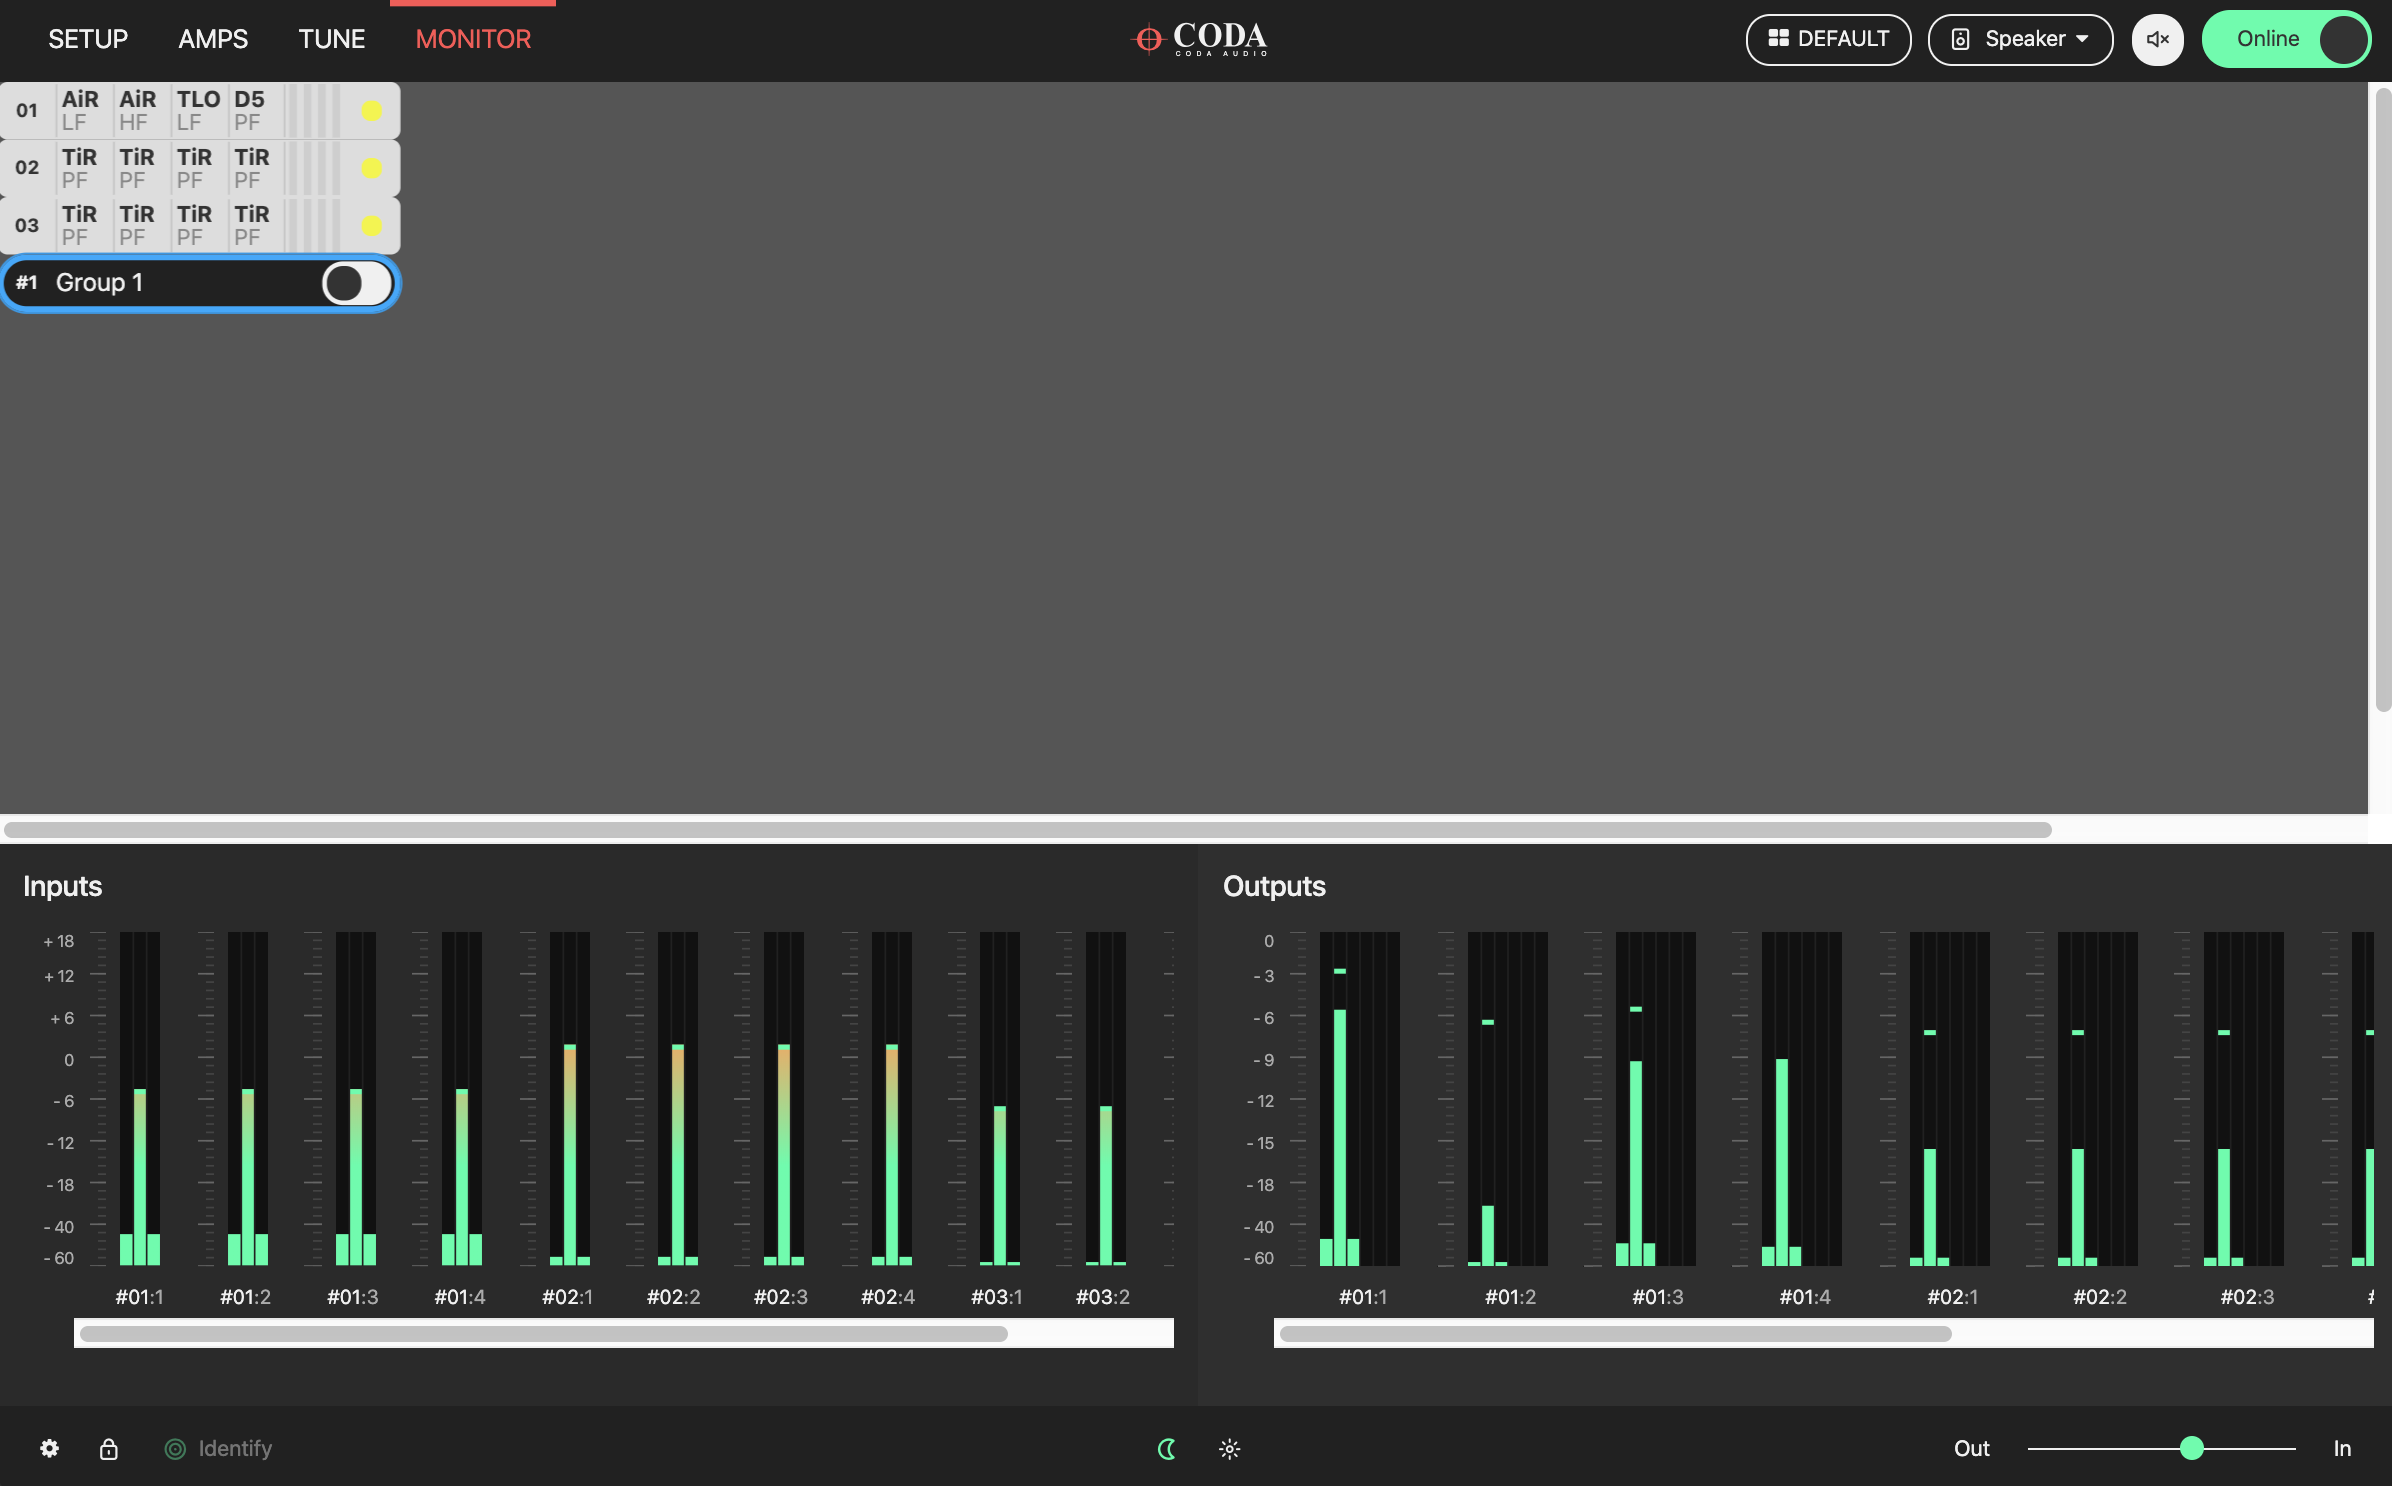 SETUP AMPS TUNE MONITOR CODA DEFAULT Speaker Online
CODA AUDIO
01 AiR AiR TLO D5
LF HF LF PF
02 TiR TiR TiR TiR
PF PF PF PF
03 TiR TiR TiR TiR
PF PF PF PF
#1 Group 1
Inputs
+18
+12
+6
0
-6
-12
-18
-40
-60
#01:1 #01:2 #01:3 #01:4 #02:1 #02:2 #02:3 #02:4 #03:1 #03:2
Outputs
0
-3
-6
-9
-12
-15
-18
-40
-60
#01:1 #01:2 #01:3 #01:4 #02:1 #02:2 #02:3
Identify Out In